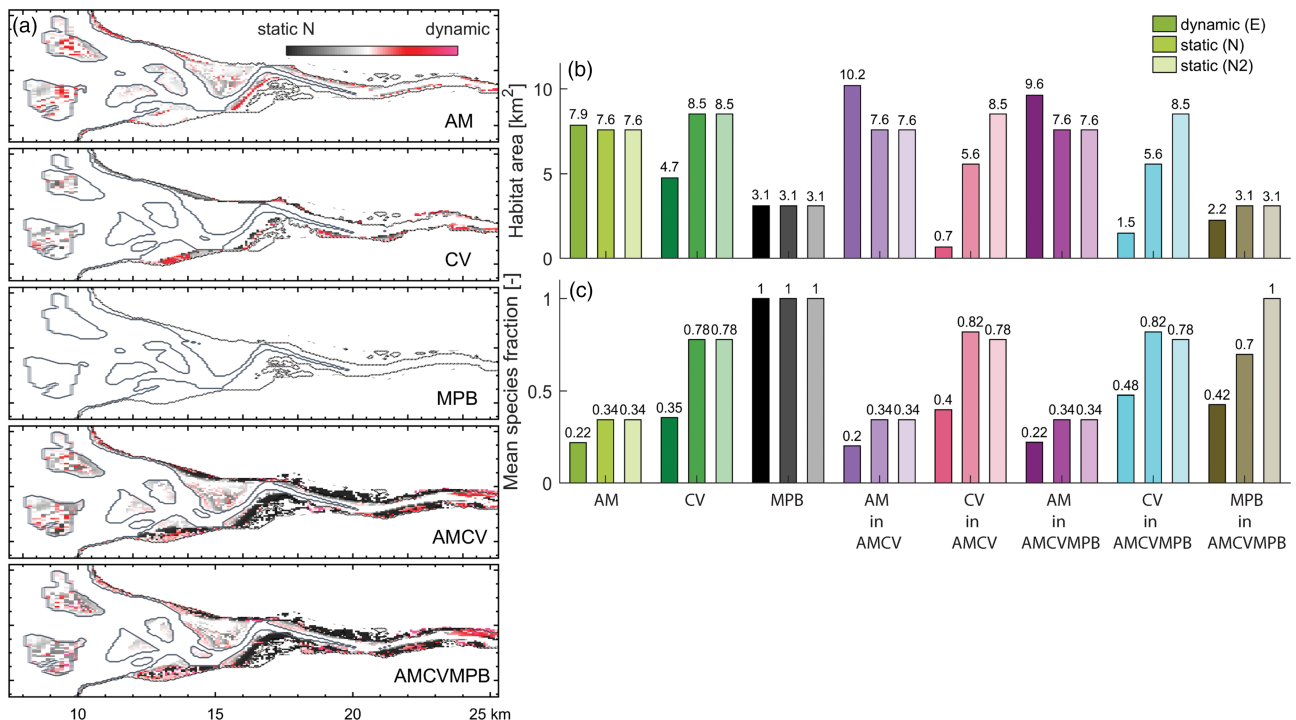 (a)
static N dynamic
AM
CV
MPB
AMCV
AMCVMPB
10 15 20 25 km
dynamic (E)
static (N)
static (N2)
(b)
Habitat area [km²]
10
5
0
7.9 7.6 7.6 4.7 8.5 8.5 3.1 3.1 3.1 10.2 7.6 7.6 0.7 5.6 8.5 9.6 7.6 7.6 1.5 5.6 8.5 2.2 3.1 3.1
(c)
Mean species fraction [-]
1
0.5
0
0.22 0.34 0.34 0.35 0.78 0.78 1 1 1 0.2 0.34 0.34 0.4 0.82 0.78 0.22 0.34 0.34 0.48 0.82 0.78 0.42 0.7 1
AM CV MPB AM CV AM CV MPB
in in in in in
AMCV AMCV AMCVMPB AMCVMPB AMCVMPB